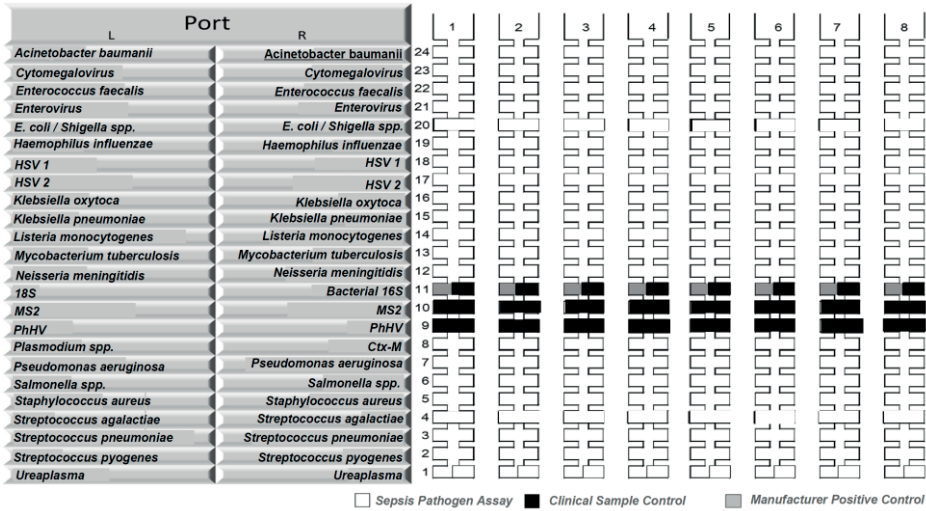 Port 1 2 3 4 5 6 7 8
L R
Acinetobacter baumanii Acinetobacter baumanii 24
Cytomegalovirus Cytomegalovirus 23
Enterococcus faecalis Enterococcus faecalis 22
Enterovirus Enterovirus 21
E. coli / Shigella spp. E. coli / Shigella spp. 20
Haemophilus influenzae Haemophilus influenzae 19
HSV 1 HSV 1 18
HSV 2 HSV 2 17
Klebsiella oxytoca Klebsiella oxytoca 16
Klebsiella pneumoniae Klebsiella pneumoniae 15
Listeria monocytogenes Listeria monocytogenes 14
Mycobacterium tuberculosis Mycobacterium tuberculosis 13
Neisseria meningitidis Neisseria meningitidis 12
18S Bacterial 16S 11
MS2 MS2 10
PhHV PhHV 9
Plasmodium spp. Ctx-M 8
Pseudomonas aeruginosa Pseudomonas aeruginosa 7
Salmonella spp. Salmonella spp. 6
Staphylococcus aureus Staphylococcus aureus 5
Streptococcus agalactiae Streptococcus agalactiae 4
Streptococcus pneumoniae Streptococcus pneumoniae 3
Streptococcus pyogenes Streptococcus pyogenes 2
Ureaplasma Ureaplasma 1
Sepsis Pathogen Assay Clinical Sample Control Manufacturer Positive Control